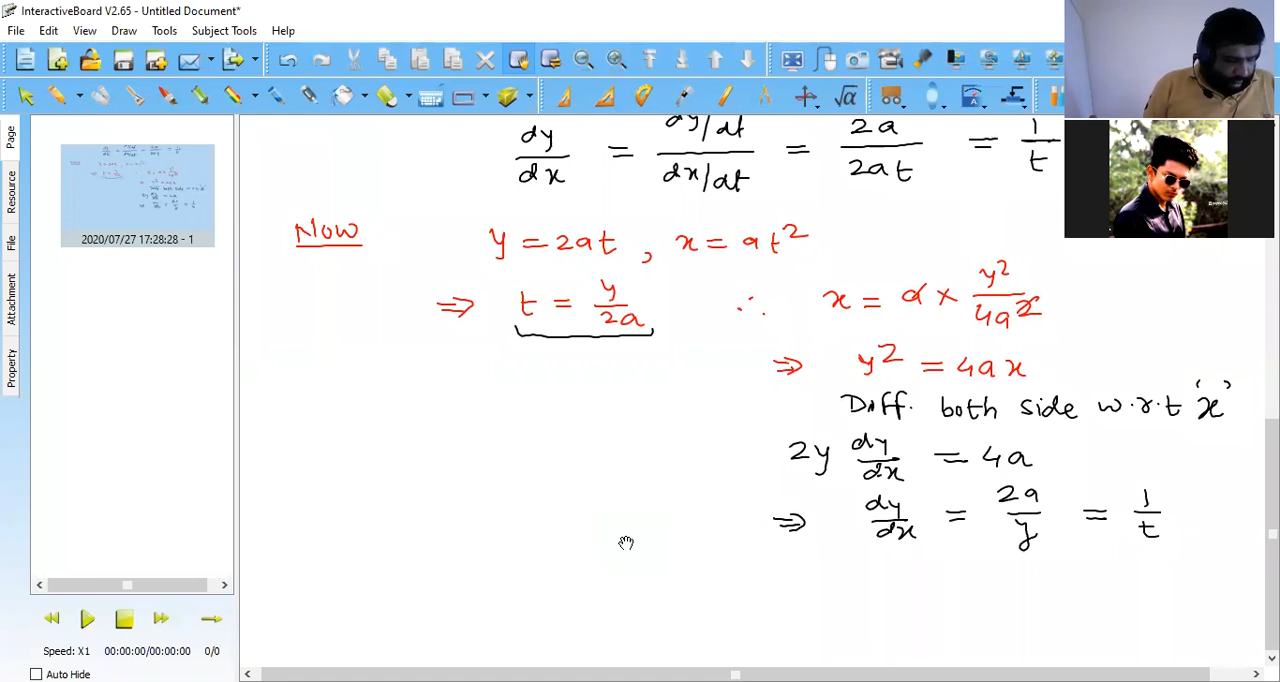 InteractiveBoard V2.65 - Untitled Document*
File Edit View Draw Tools Subject Tools Help
Page
Resource
File
Attachment
Property
2020/07/27 17:28:28 - 1
Speed: X1 00:00:00/00:00:00 0/0
Auto Hide
dy/dx = dy/dt / dx/dt = 2a/2at = 1/t
Now y = 2at , x = at²
⇒ t = y/2a ∴ x = a × y²/4a²
⇒ y² = 4ax
Diff. both side w.r.t 'x'
2y dy/dx = 4a
⇒ dy/dx = 2a/y = 1/t